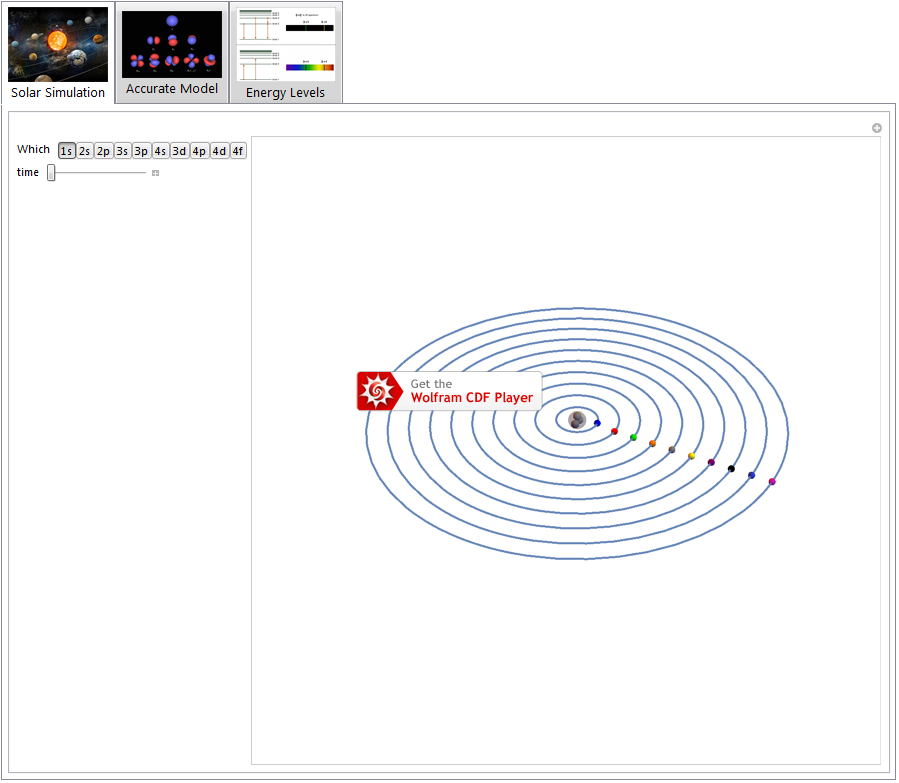 Solar Simulation
Accurate Model
Energy Levels
Which 1s 2s 2p 3s 3p 4s 3d 4p 4d 4f
time
Get the
Wolfram CDF Player